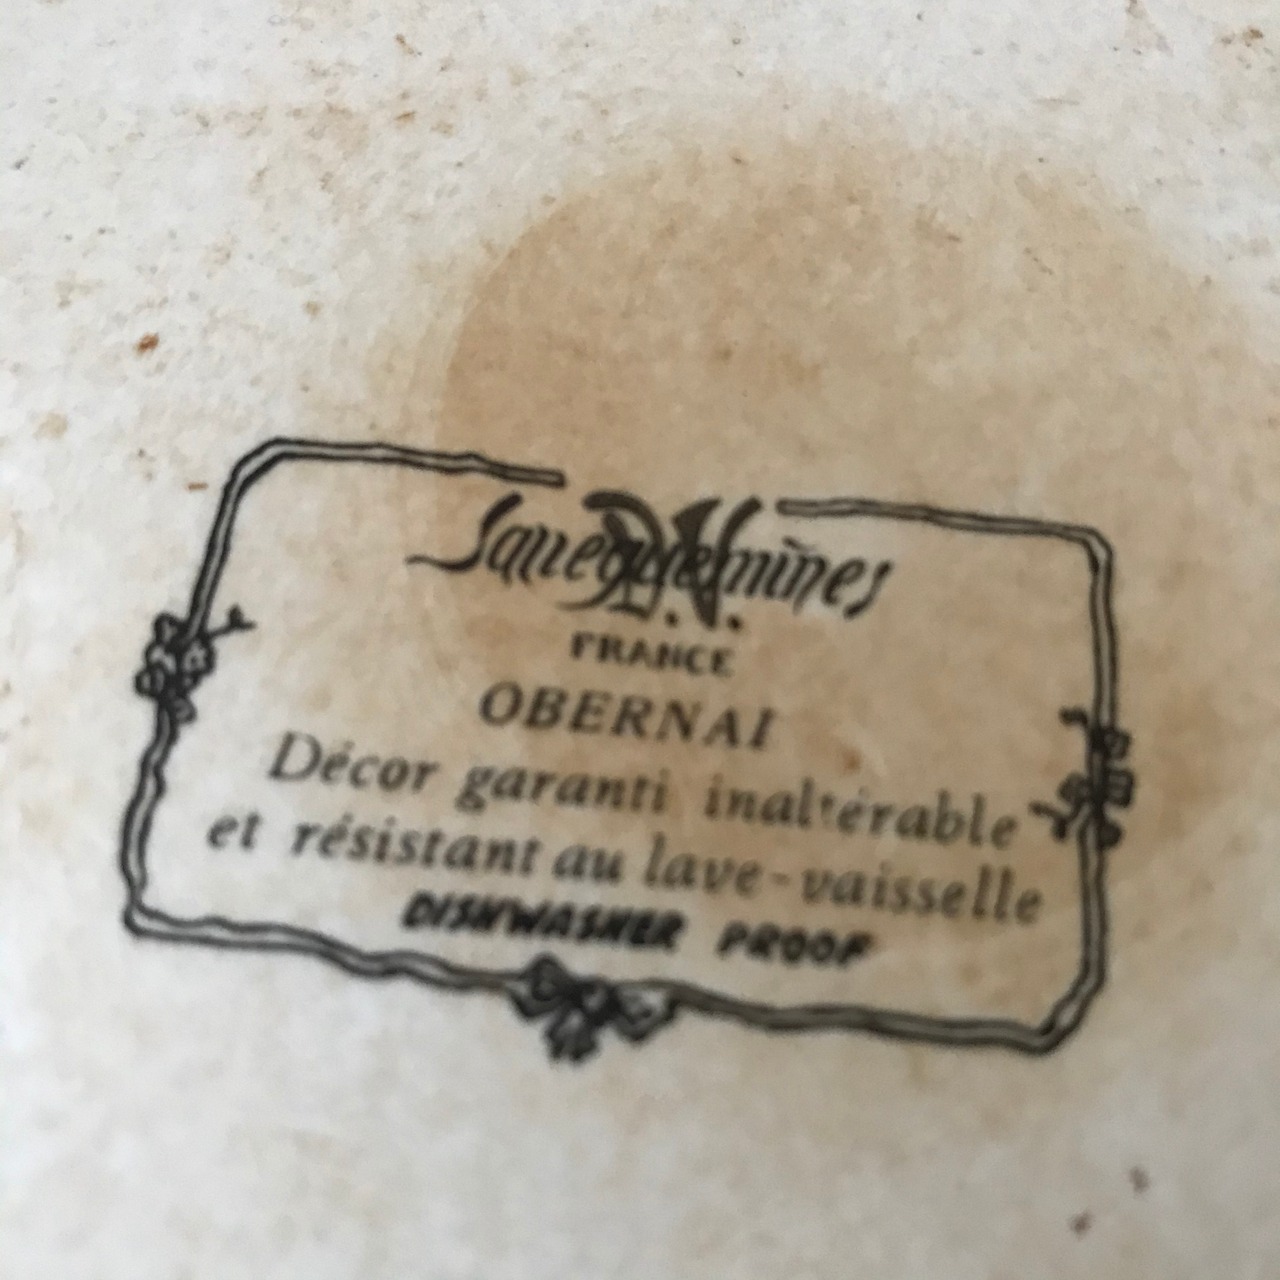 Sarreguemines
D.V.
FRANCE
OBERNAI
Décor garanti inaltérable
et résistant au lave-vaisselle
DISHWASHER PROOF